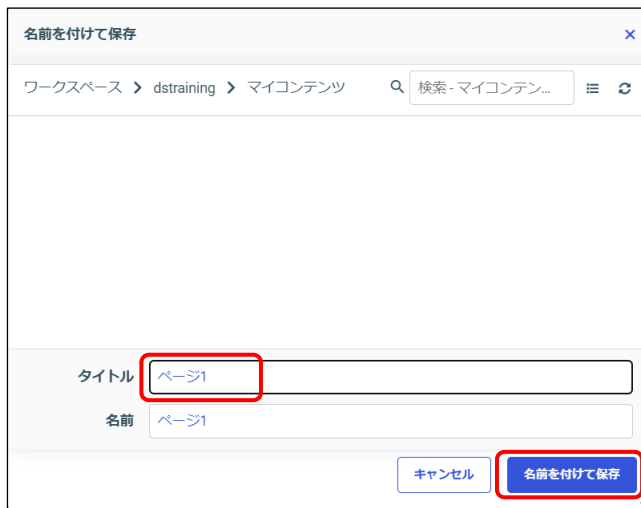 名前を付けて保存
ワークスペース > dstraining > マイコンテンツ 検索 - マイコンテン...
タイトル ページ1
名前 ページ1
キャンセル 名前を付けて保存